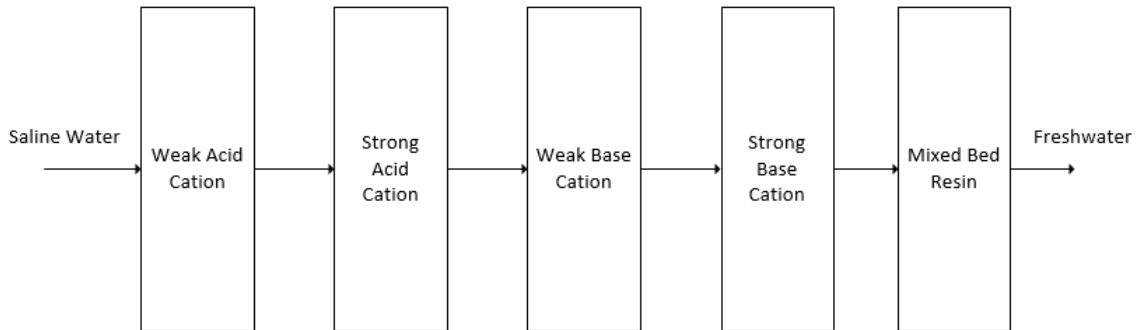 Saline Water
Weak Acid
Cation
Strong
Acid
Cation
Weak Base
Cation
Strong
Base
Cation
Mixed Bed
Resin
Freshwater